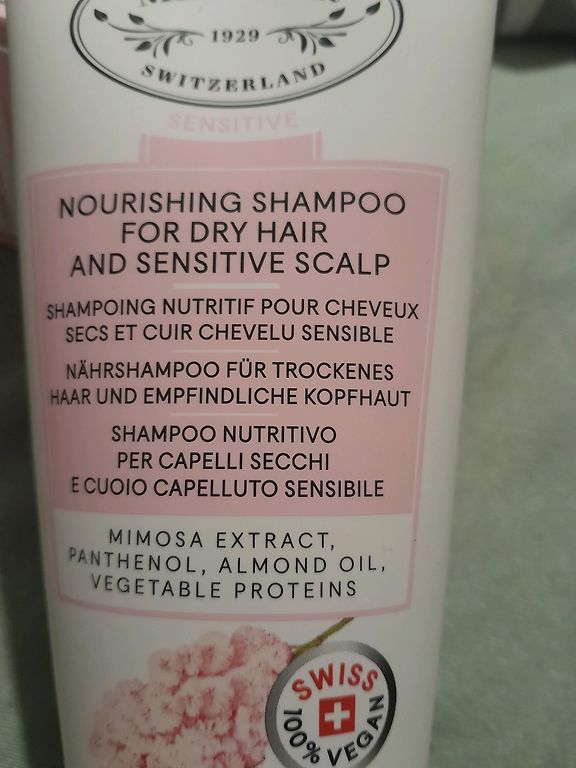 1929
SWITZERLAND
SENSITIVE
NOURISHING SHAMPOO
FOR DRY HAIR
AND SENSITIVE SCALP
SHAMPOING NUTRITIF POUR CHEVEUX
SECS ET CUIR CHEVELU SENSIBLE
NÄHRSHAMPOO FÜR TROCKENES
HAAR UND EMPFINDLICHE KOPFHAUT
SHAMPOO NUTRITIVO
PER CAPELLI SECCHI
E CUOIO CAPELLUTO SENSIBILE
MIMOSA EXTRACT,
PANTHENOL, ALMOND OIL,
VEGETABLE PROTEINS
SWISS
100% VEGAN